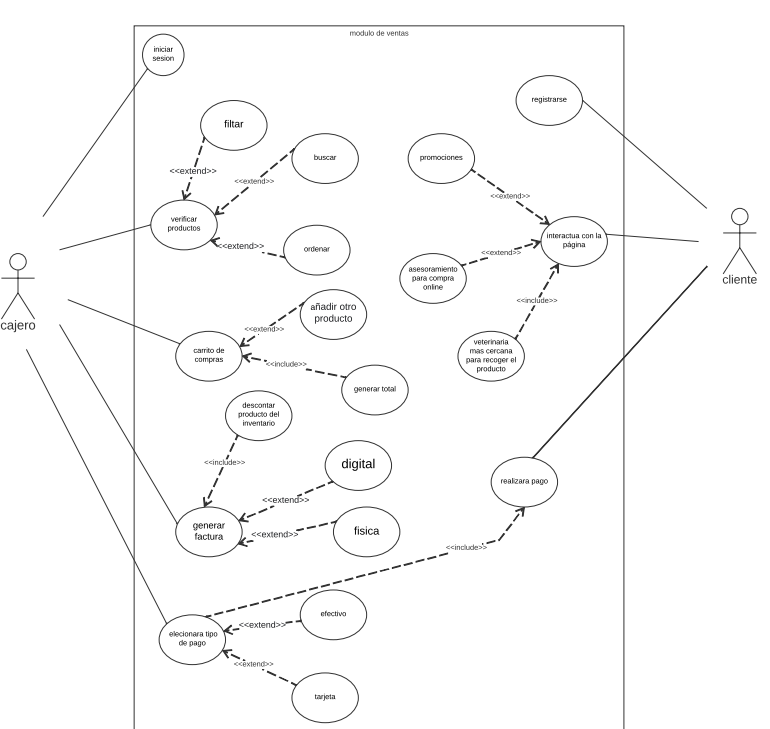 modulo de ventas
iniciar
sesion
registrarse
filtar
<<extend>>
buscar
<<extend>>
promociones
<<extend>>
verificar
productos
<<extend>>
ordenar
interactua con la
página
<<extend>>
asesoramiento
para compra
online
<<include>>
cajero
cliente
añadir otro
producto
<<extend>>
carrito de
compras
<<include>>
generar total
veterinaria
mas cercana
para recoger el
producto
descontar
producto del
inventario
<<include>>
digital
<<extend>>
realizara pago
generar
factura
<<extend>>
fisica
<<include>>
efectivo
<<extend>>
elecionara tipo
de pago
<<extend>>
tarjeta